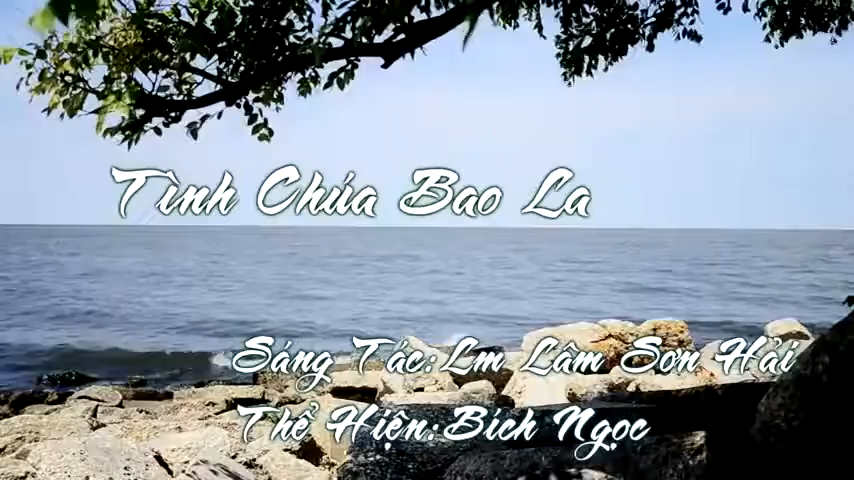 Tình Chúa Bao La
Sáng Tác:Lm Lâm Sơn Hải
Thể Hiện:Bích Ngọc